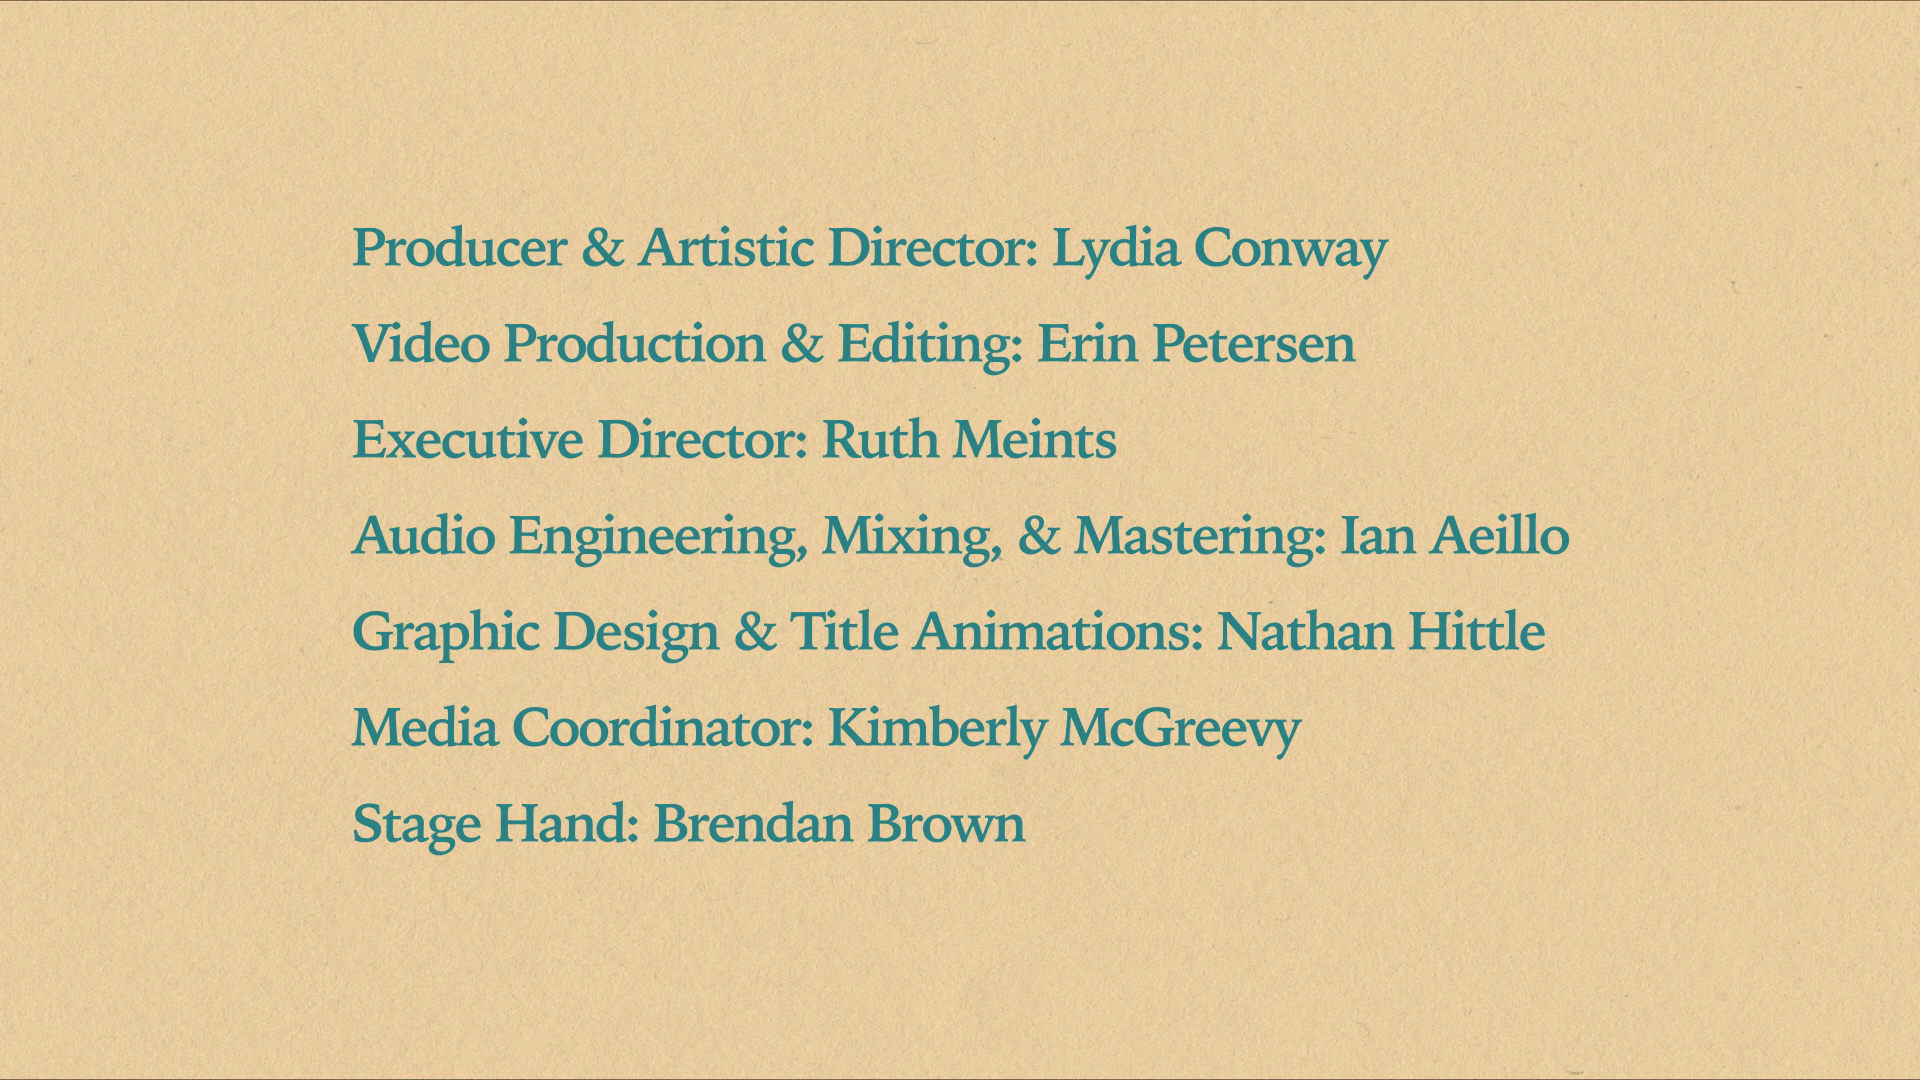 Producer & Artistic Director: Lydia Conway
Video Production & Editing: Erin Petersen
Executive Director: Ruth Meints
Audio Engineering, Mixing, & Mastering: Ian Aeillo
Graphic Design & Title Animations: Nathan Hittle
Media Coordinator: Kimberly McGreevy
Stage Hand: Brendan Brown